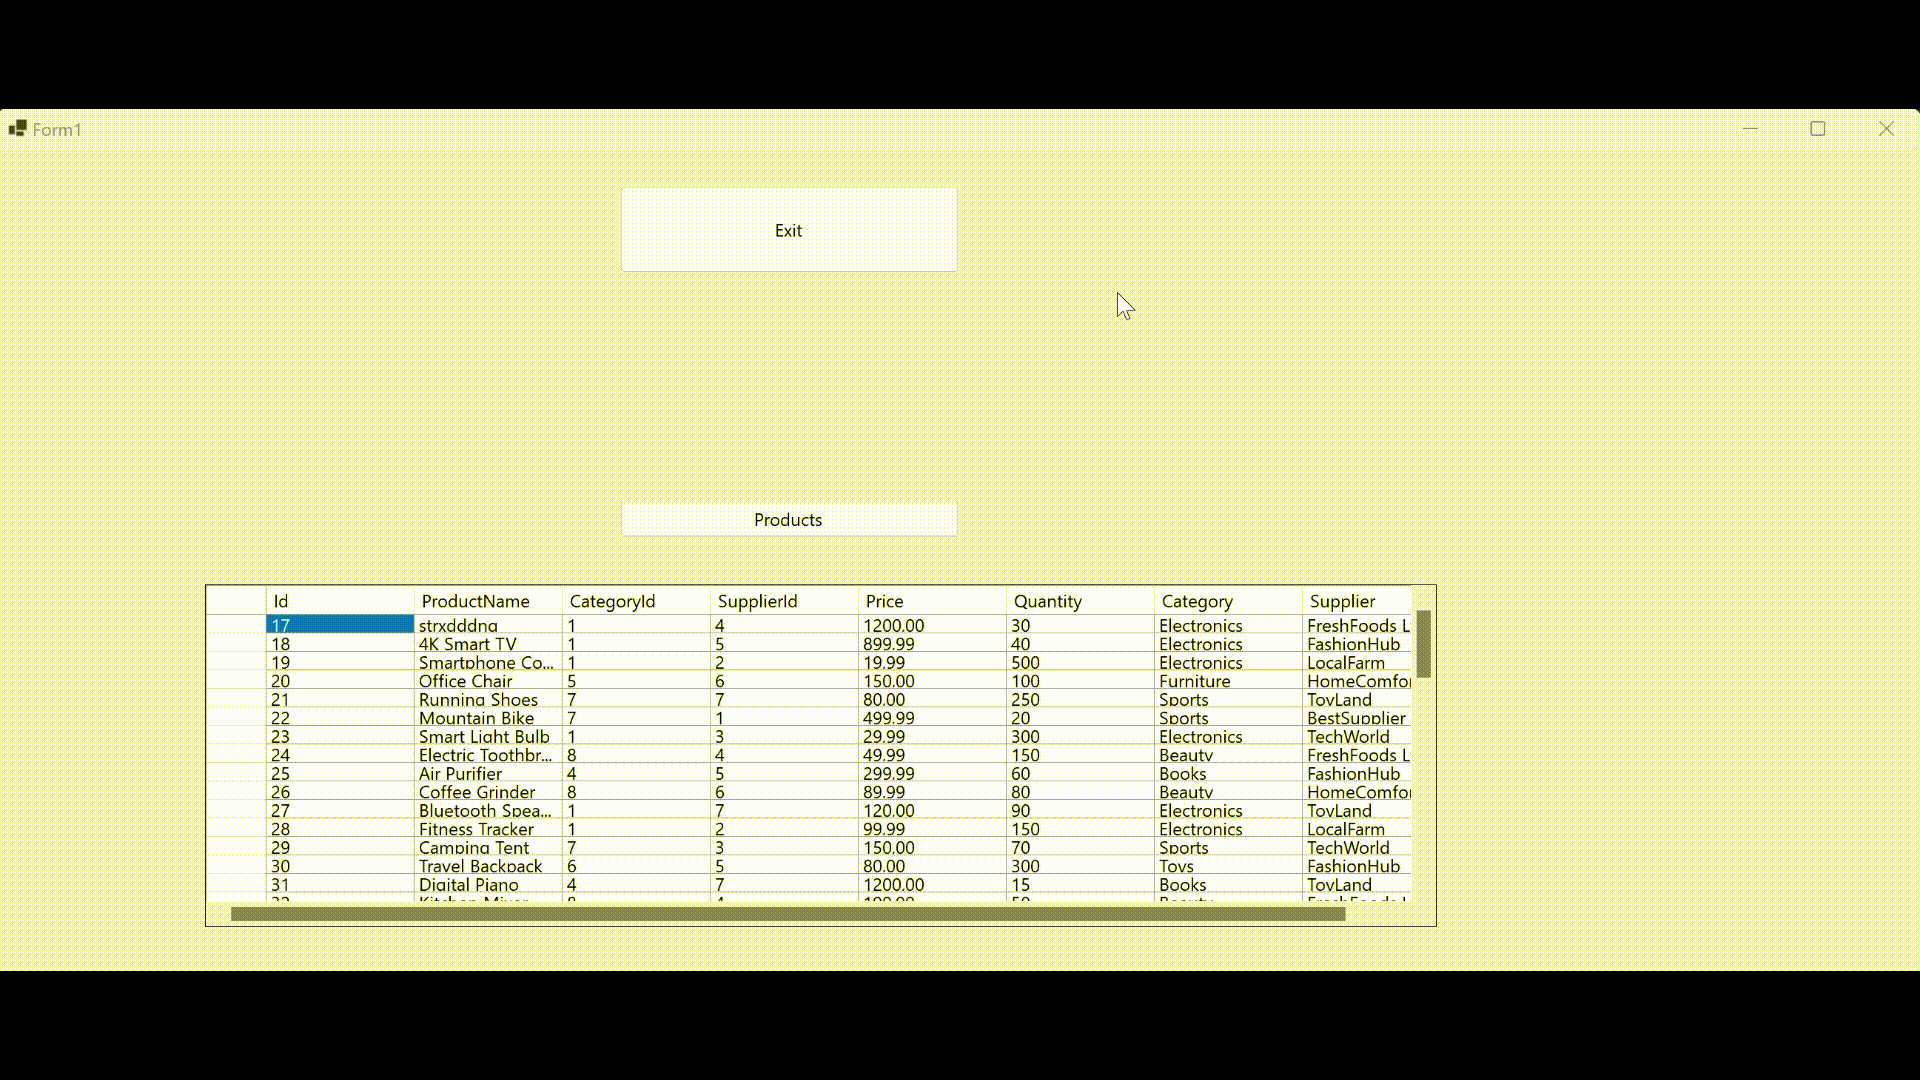 Form1
Exit
Products
Id ProductName CategoryId SupplierId Price Quantity Category Supplier
17 strxdddng 1 4 1200.00 30 Electronics FreshFoods L
18 4K Smart TV 1 5 899.99 40 Electronics FashionHub
19 Smartphone Co... 1 2 19.99 500 Electronics LocalFarm
20 Office Chair 5 6 150.00 100 Furniture HomeComfo
21 Running Shoes 7 7 80.00 250 Sports ToyLand
22 Mountain Bike 7 1 499.99 20 Sports BestSupplier
23 Smart Light Bulb 1 3 29.99 300 Electronics TechWorld
24 Electric Toothbr... 8 4 49.99 150 Beauty FreshFoods L
25 Air Purifier 4 5 299.99 60 Books FashionHub
26 Coffee Grinder 8 6 89.99 80 Beauty HomeComfo
27 Bluetooth Spea... 1 7 120.00 90 Electronics ToyLand
28 Fitness Tracker 1 2 99.99 150 Electronics LocalFarm
29 Camping Tent 7 3 150.00 70 Sports TechWorld
30 Travel Backpack 6 5 80.00 300 Toys FashionHub
31 Digital Piano 4 7 1200.00 15 Books ToyLand